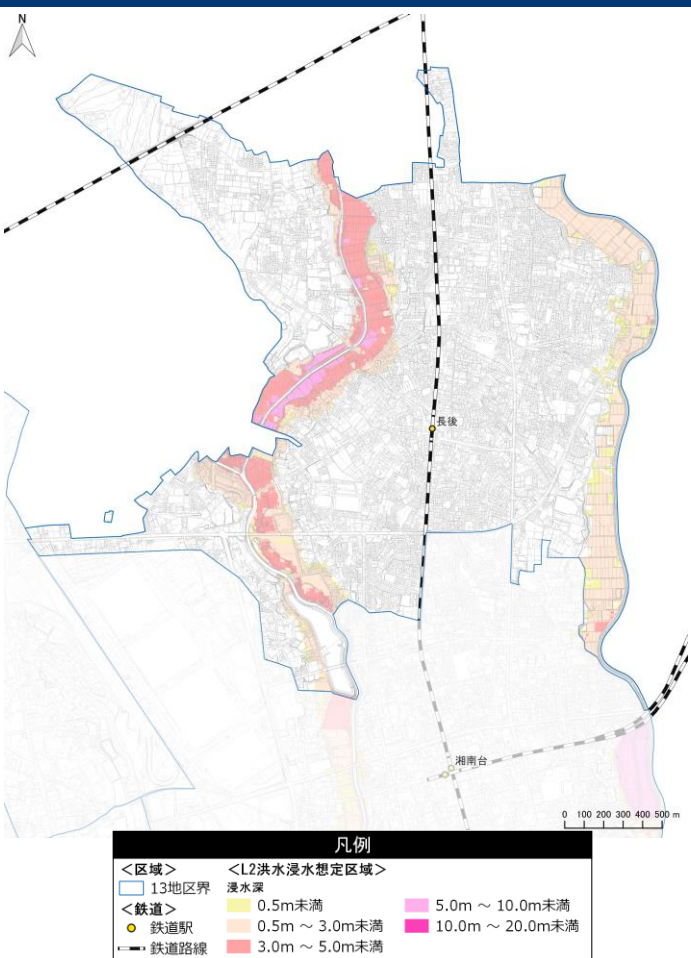 N
長後
湘南台
0 100 200 300 400 500 m
凡例
<区域>
13地区界
<鉄道>
鉄道駅
鉄道路線
<L2洪水浸水想定区域>
浸水深
0.5m未満
0.5m ~ 3.0m未満
3.0m ~ 5.0m未満
5.0m ~ 10.0m未満
10.0m ~ 20.0m未満